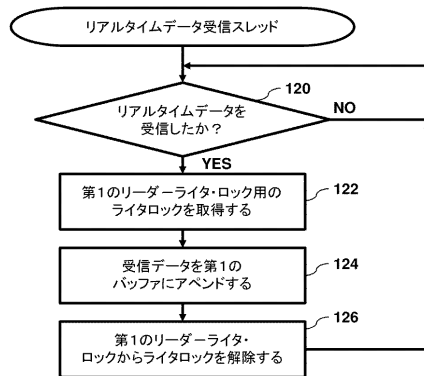 リアルタイムデータ受信スレッド
120
リアルタイムデータを
受信したか？
NO
YES
第1のリーダーライタ・ロック用の
ライタロックを取得する
122
受信データを第1の
バッファにアペンドする
124
第1のリーダーライタ・
ロックからライタロックを解除する
126